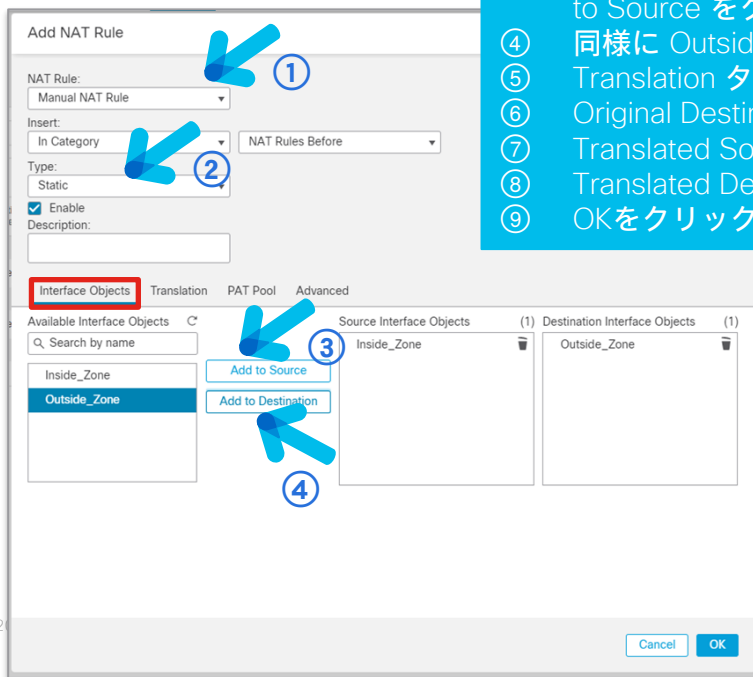 Add NAT Rule
NAT Rule:
Manual NAT Rule
①
Insert:
In Category
NAT Rules Before
②
Type:
Static
Enable
Description:
Interface Objects Translation PAT Pool Advanced
Available Interface Objects
Search by name
Inside_Zone
Outside_Zone
③
Add to Source
Add to Destination
④
Source Interface Objects (1)
Inside_Zone
Destination Interface Objects (1)
Outside_Zone
Cancel OK
to Source をク
④ 同様に Outsid
⑤ Translation タ
⑥ Original Destin
⑦ Translated So
⑧ Translated De
⑨ OKをクリック